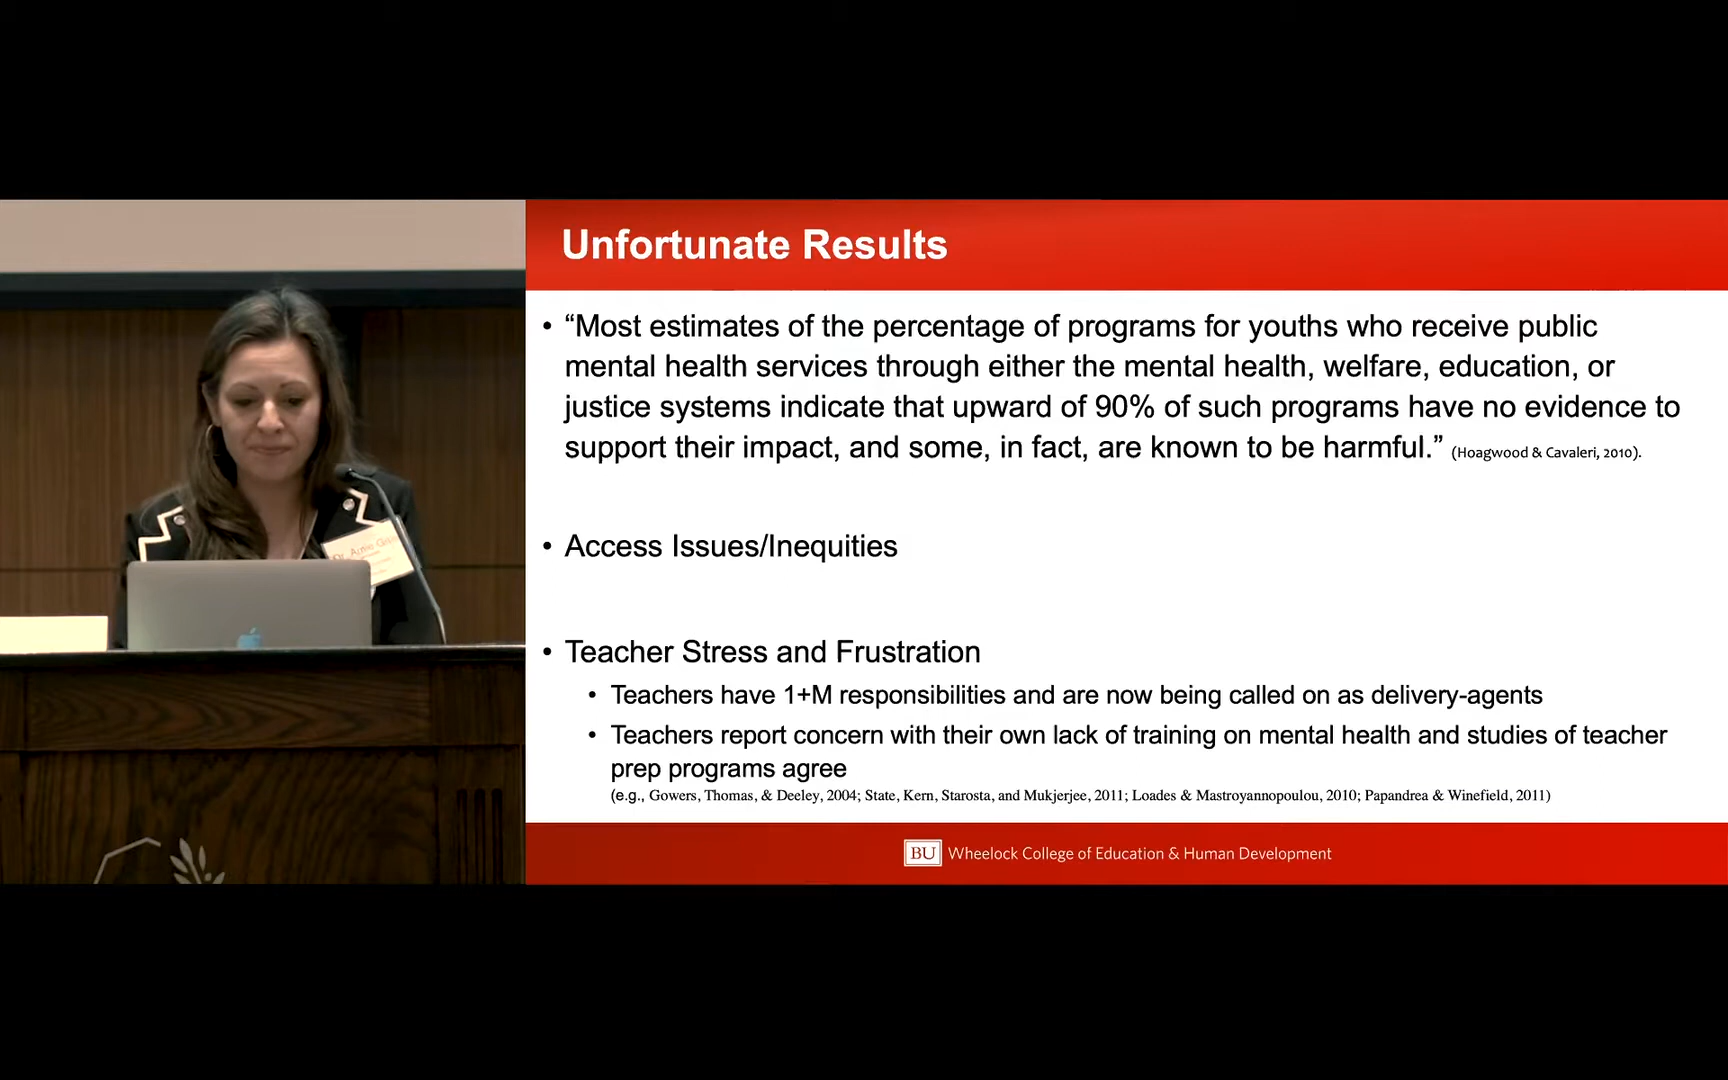 Unfortunate Results
• “Most estimates of the percentage of programs for youths who receive public
mental health services through either the mental health, welfare, education, or
justice systems indicate that upward of 90% of such programs have no evidence to
support their impact, and some, in fact, are known to be harmful.” (Hoagwood & Cavaleri, 2010).
• Access Issues/Inequities
• Teacher Stress and Frustration
• Teachers have 1+M responsibilities and are now being called on as delivery-agents
• Teachers report concern with their own lack of training on mental health and studies of teacher
prep programs agree
(e.g., Gowers, Thomas, & Deeley, 2004; State, Kern, Starosta, and Mukjerjee, 2011; Loades & Mastroyannopoulou, 2010; Papandrea & Winefield, 2011)
BU Wheelock College of Education & Human Development
Dr.